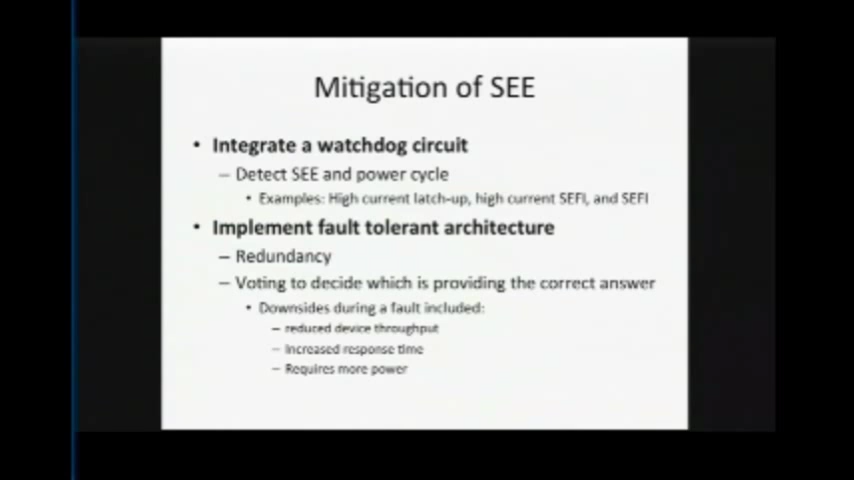 Mitigation of SEE
• Integrate a watchdog circuit
– Detect SEE and power cycle
• Examples: High current latch-up, high current SEFI, and SEFI
• Implement fault tolerant architecture
– Redundancy
– Voting to decide which is providing the correct answer
• Downsides during a fault included:
– reduced device throughput
– Increased response time
– Requires more power